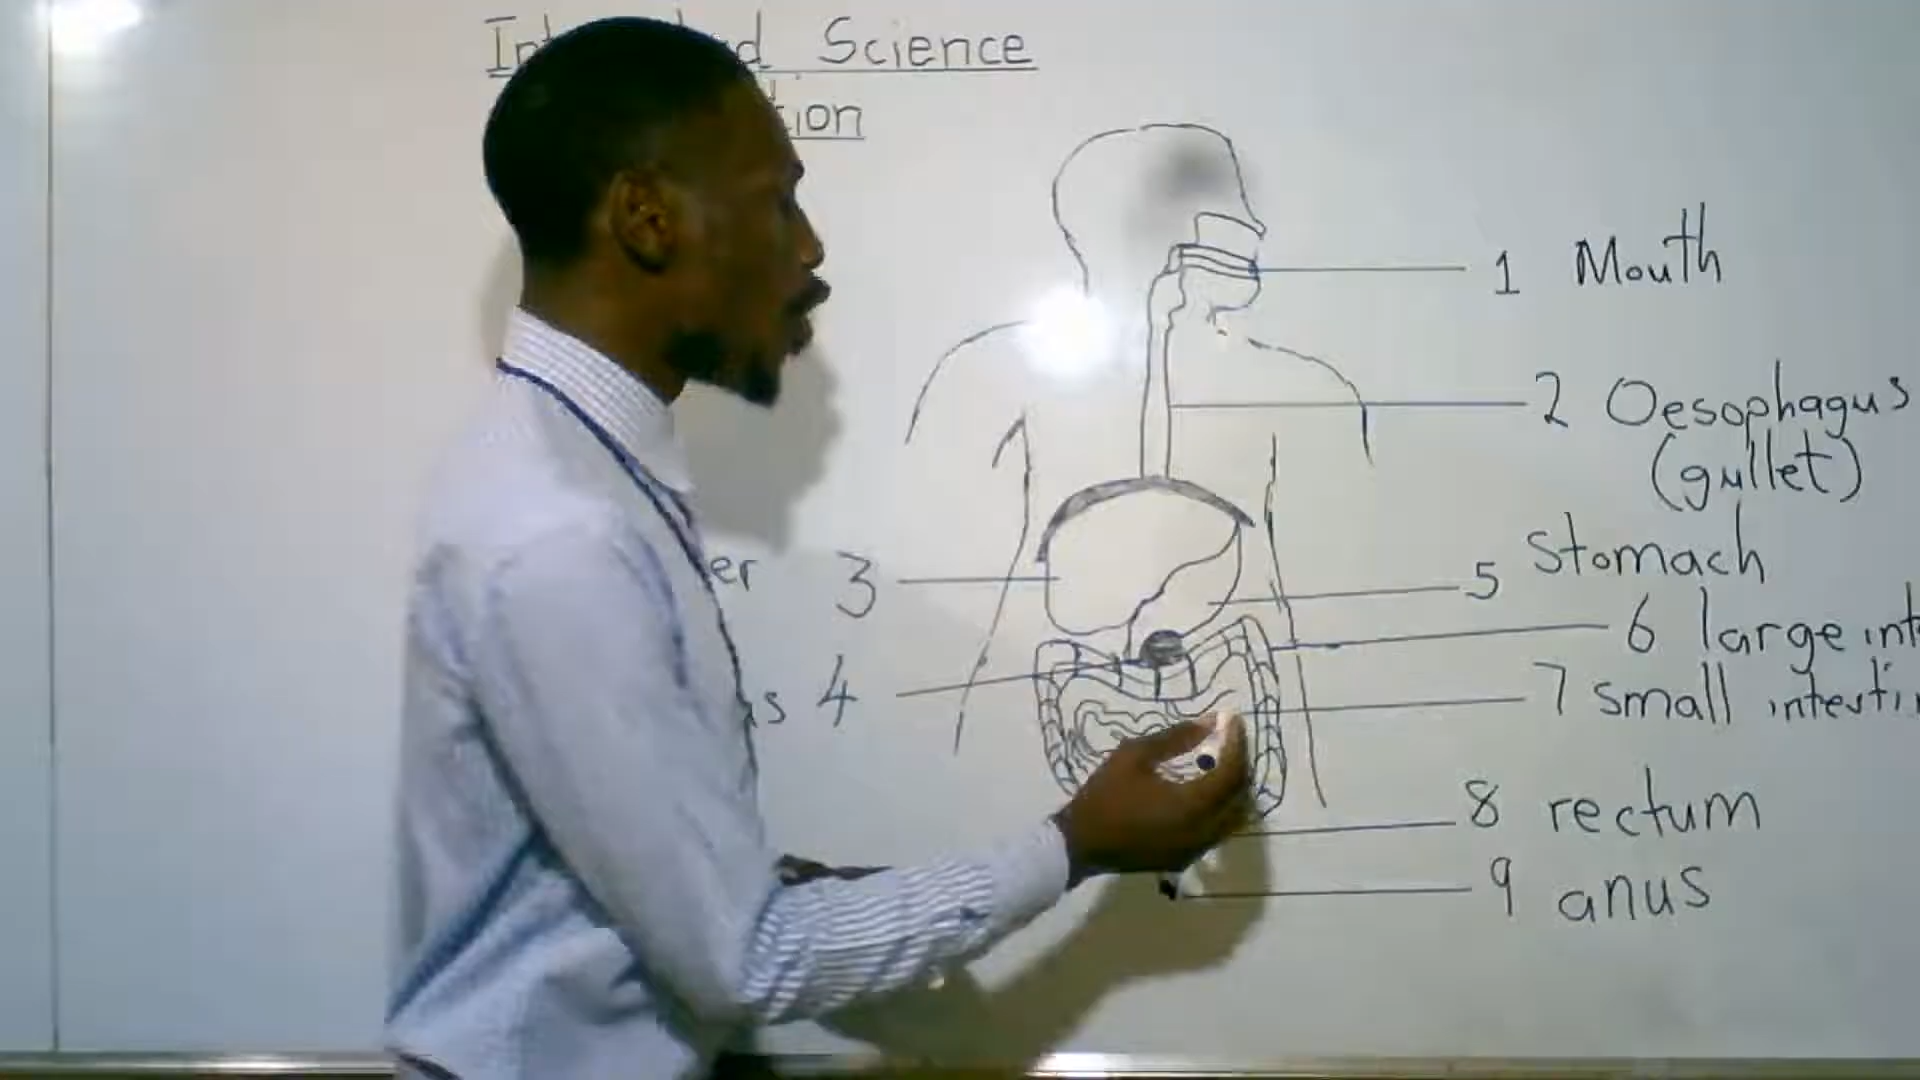 Science
1 Mouth
2 Oesophagus
(gullet)
3
5 Stomach
6 large
4
7 small
8 rectum
9 anus